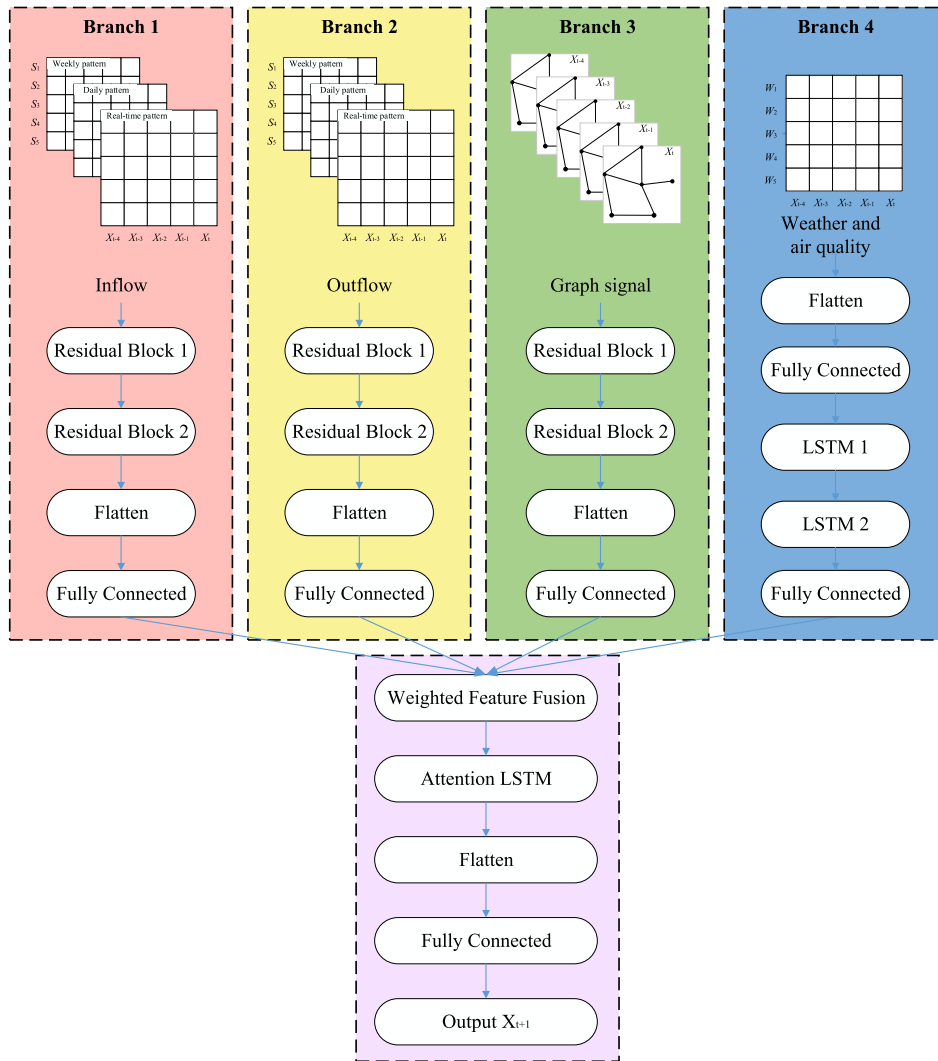 Branch 1
S1
S2
S3
S4
S5
Weekly pattern
Daily pattern
Real-time pattern
Xt-4 Xt-3 Xt-2 Xt-1 Xt
Inflow
Residual Block 1
Residual Block 2
Flatten
Fully Connected
Branch 2
S1
S2
S3
S4
S5
Weekly pattern
Daily pattern
Real-time pattern
Xt-4 Xt-3 Xt-2 Xt-1 Xt
Outflow
Residual Block 1
Residual Block 2
Flatten
Fully Connected
Branch 3
Xt-4
Xt-3
Xt-2
Xt-1
Xt
Graph signal
Residual Block 1
Residual Block 2
Flatten
Fully Connected
Branch 4
W1
W2
W3
W4
W5
Xt-4 Xt-3 Xt-2 Xt-1 Xt
Weather and
air quality
Flatten
Fully Connected
LSTM 1
LSTM 2
Fully Connected
Weighted Feature Fusion
Attention LSTM
Flatten
Fully Connected
Output Xt+1